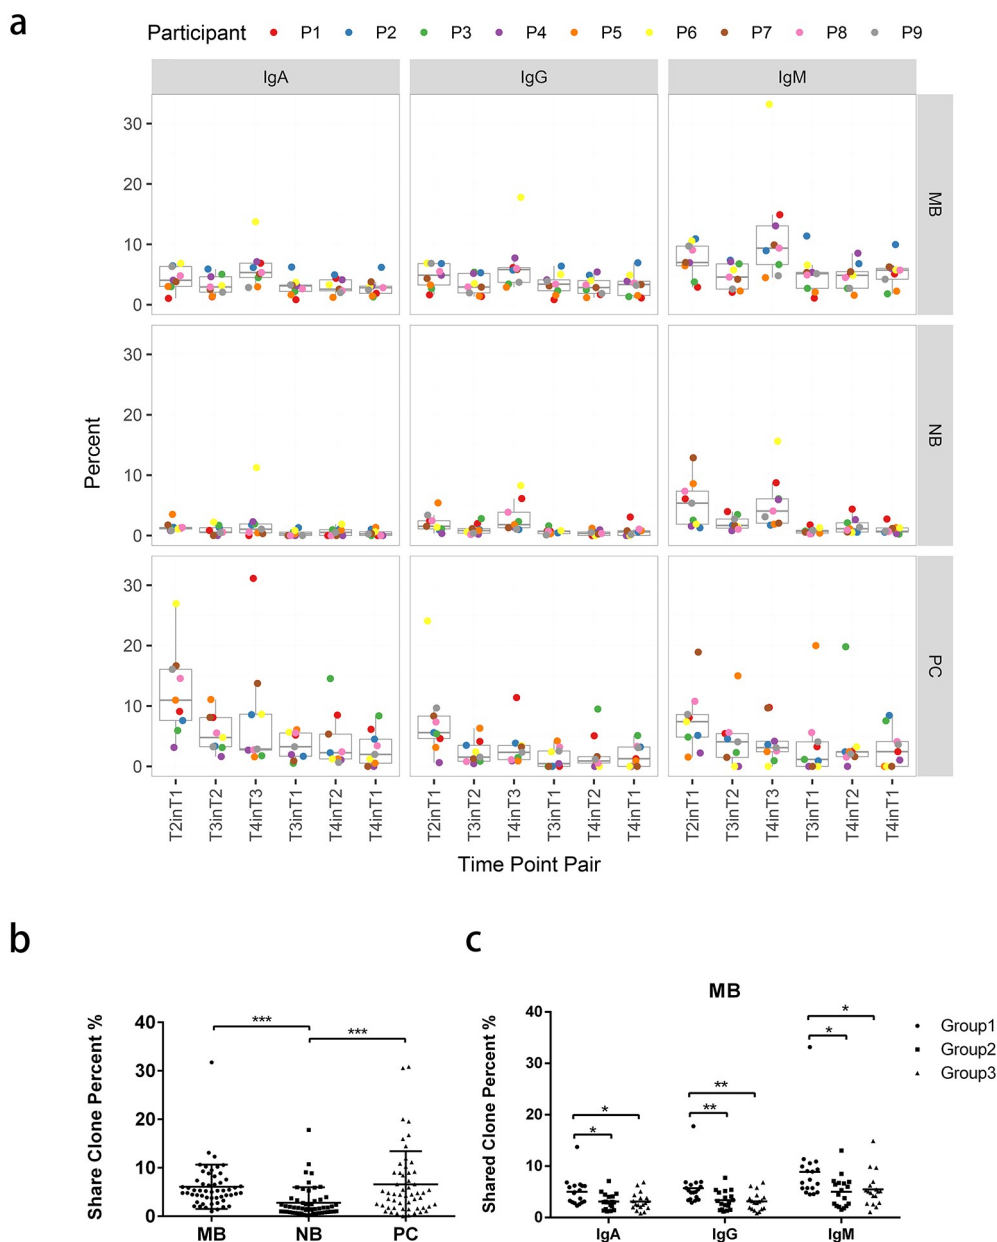 a
Participant P1 P2 P3 P4 P5 P6 P7 P8 P9
IgA IgG IgM
30
20
10
0
MB
30
20
10
0
NB
Percent
30
20
10
0
PC
T2inT1 T3inT2 T4inT3 T3inT1 T4inT2 T4inT1 T2inT1 T3inT2 T4inT3 T3inT1 T4inT2 T4inT1 T2inT1 T3inT2 T4inT3 T3inT1 T4inT2 T4inT1
Time Point Pair
b
Share Clone Percent %
40
30
20
10
0
*** ***
MB NB PC
c
MB
Shared Clone Percent %
40
30
20
10
0
* * ** ** * *
IgA IgG IgM
Group1
Group2
Group3